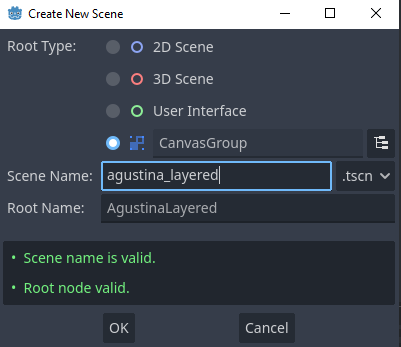 Create New Scene
Root Type:
2D Scene
3D Scene
User Interface
CanvasGroup
Scene Name: agustina_layered .tscn
Root Name: AgustinaLayered
• Scene name is valid.
• Root node valid.
OK Cancel